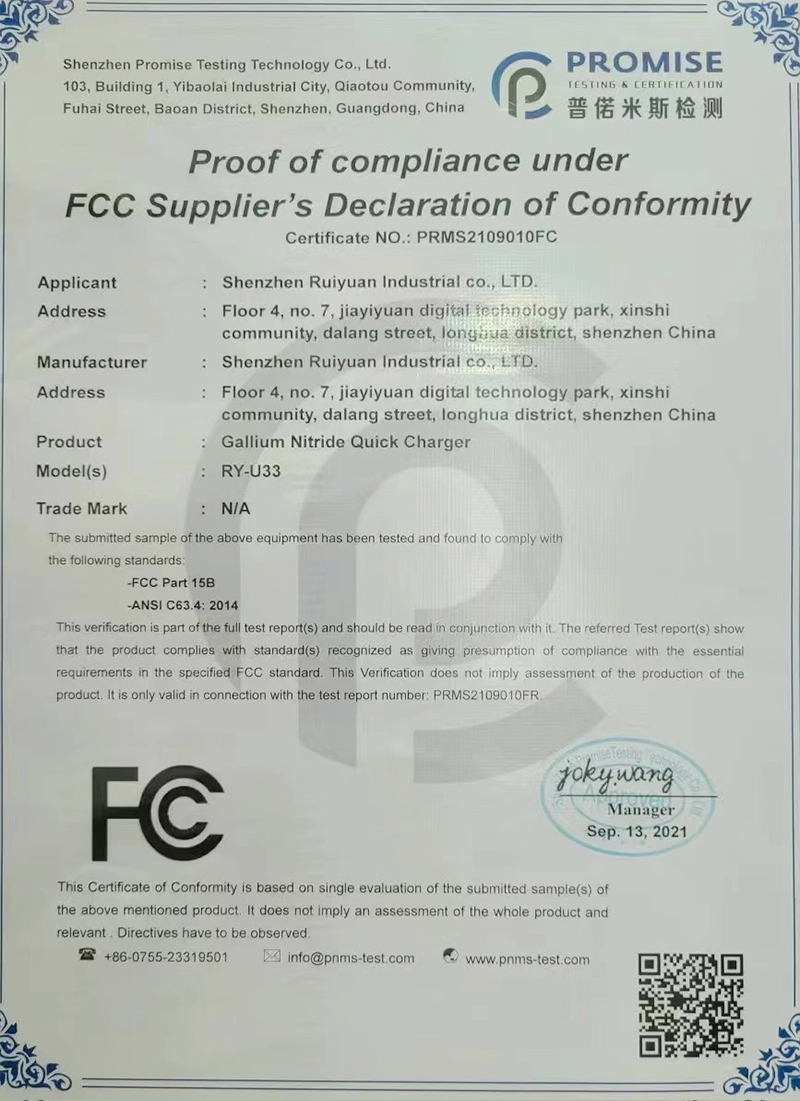 Shenzhen Promise Testing Technology Co., Ltd.
103, Building 1, Yibaolai Industrial City, Qiaotou Community,
Fuhai Street, Baoan District, Shenzhen, Guangdong, China
PROMISE
TESTING & CERTIFICATION
普偌米斯检测
Proof of compliance under
FCC Supplier's Declaration of Conformity
Certificate NO.: PRMS2109010FC
Applicant : Shenzhen Ruiyuan Industrial co., LTD.
Address : Floor 4, no. 7, jiayiyuan digital technology park, xinshi
community, dalang street, longhua district, shenzhen China
Manufacturer : Shenzhen Ruiyuan Industrial co., LTD.
Address : Floor 4, no. 7, jiayiyuan digital technology park, xinshi
community, dalang street, longhua district, shenzhen China
Product : Gallium Nitride Quick Charger
Model(s) : RY-U33
Trade Mark : N/A
The submitted sample of the above equipment has been tested and found to comply with
the following standards:
-FCC Part 15B
-ANSI C63.4: 2014
This verification is part of the full test report(s) and should be read in conjunction with it. The referred Test report(s) show
that the product complies with standard(s) recognized as giving presumption of compliance with the essential
requirements in the specified FCC standard. This Verification does not imply assessment of the production of the
product. It is only valid in connection with the test report number: PRMS2109010FR.
FCC
joky.wang
Approved
Manager
Sep. 13, 2021
This Certificate of Conformity is based on single evaluation of the submitted sample(s) of
the above mentioned product. It does not imply an assessment of the whole product and
relevant . Directives have to be observed.
+86-0755-23319501 info@pnms-test.com www.pnms-test.com